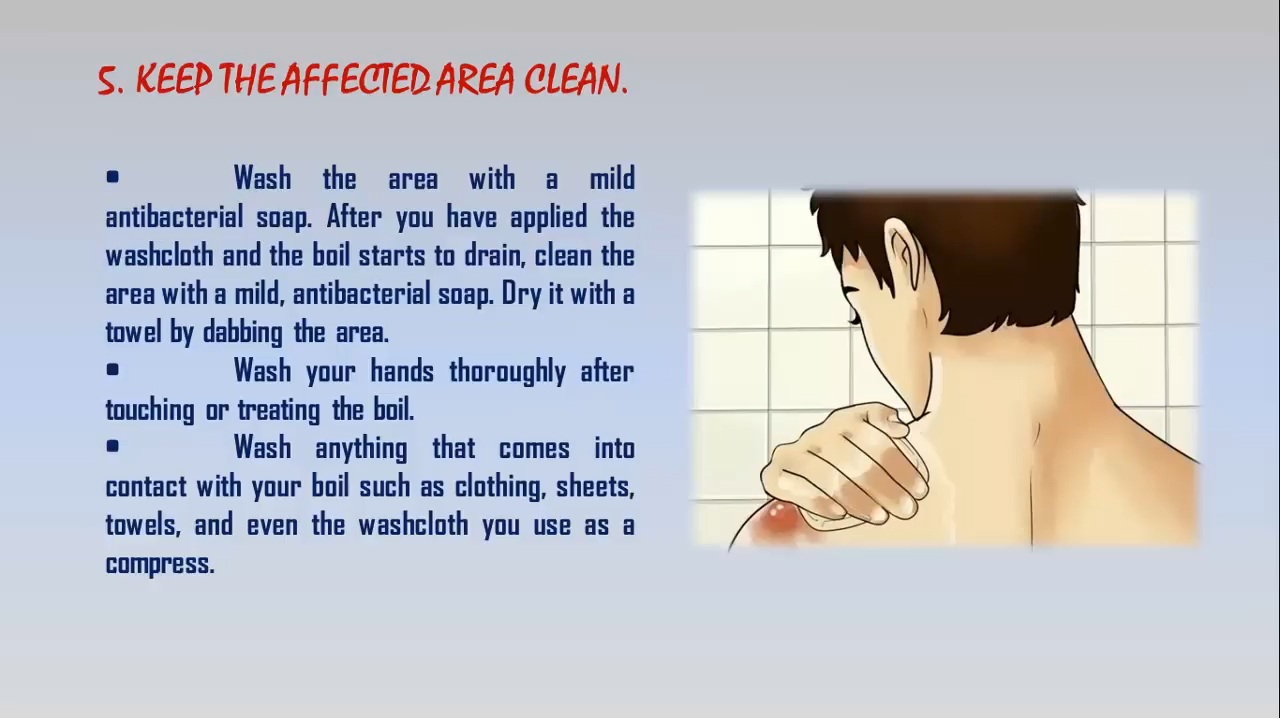 5. KEEP THE AFFECTED AREA CLEAN.
▪ Wash the area with a mild
antibacterial soap. After you have applied the
washcloth and the boil starts to drain, clean the
area with a mild, antibacterial soap. Dry it with a
towel by dabbing the area.
▪ Wash your hands thoroughly after
touching or treating the boil.
▪ Wash anything that comes into
contact with your boil such as clothing, sheets,
towels, and even the washcloth you use as a
compress.